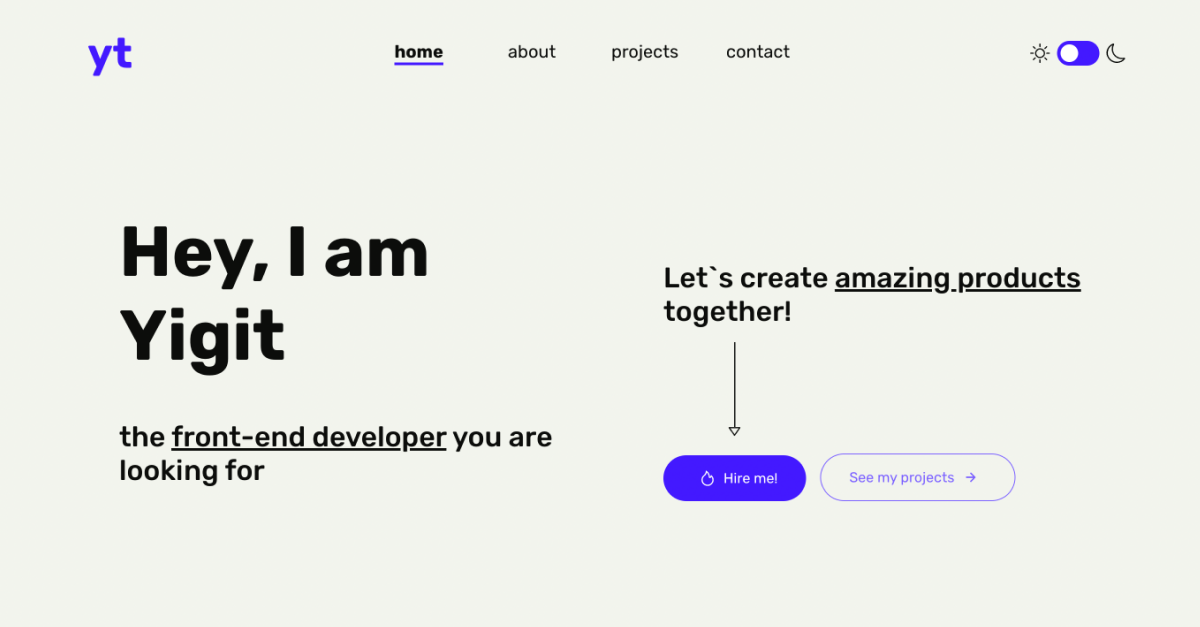 yt
home
about
projects
contact
Hey, I am
Yigit
the front-end developer you are
looking for
Let`s create amazing products
together!
Hire me!
See my projects →